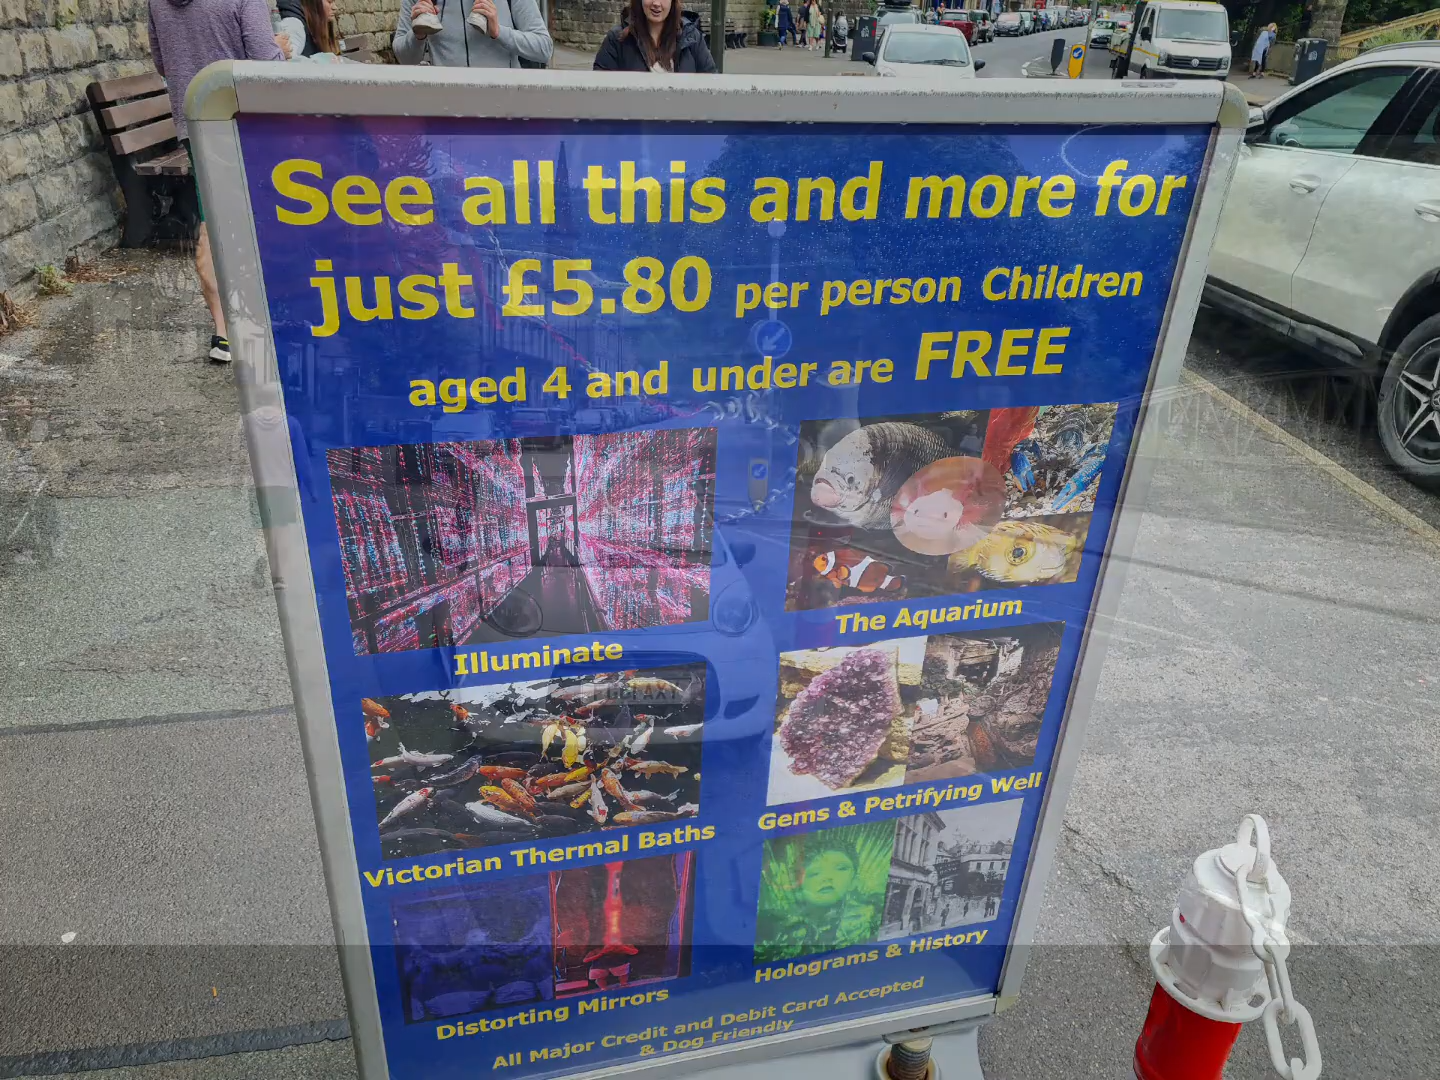 See all this and more for
just £5.80 per person Children
aged 4 and under are FREE
Illuminate
The Aquarium
Victorian Thermal Baths
Gems & Petrifying Well
Distorting Mirrors
Holograms & History
All Major Credit and Debit Card Accepted
& Dog Friendly